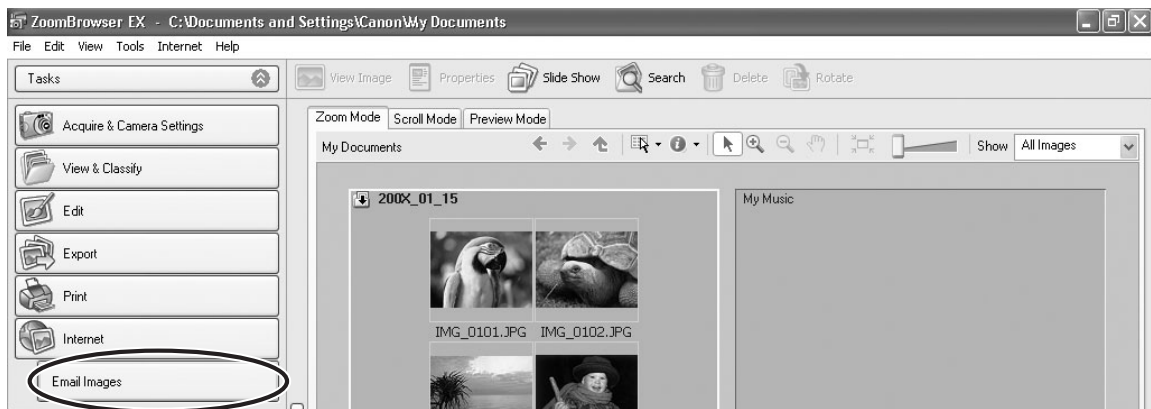 ZoomBrowser EX - C:\Documents and Settings\Canon\My Documents
File Edit View Tools Internet Help
Tasks
View Image Properties Slide Show Search Delete Rotate
Acquire & Camera Settings
View & Classify
Edit
Export
Print
Internet
Email Images
Zoom Mode Scroll Mode Preview Mode
My Documents Show All Images
200X_01_15
My Music
IMG_0101.JPG IMG_0102.JPG